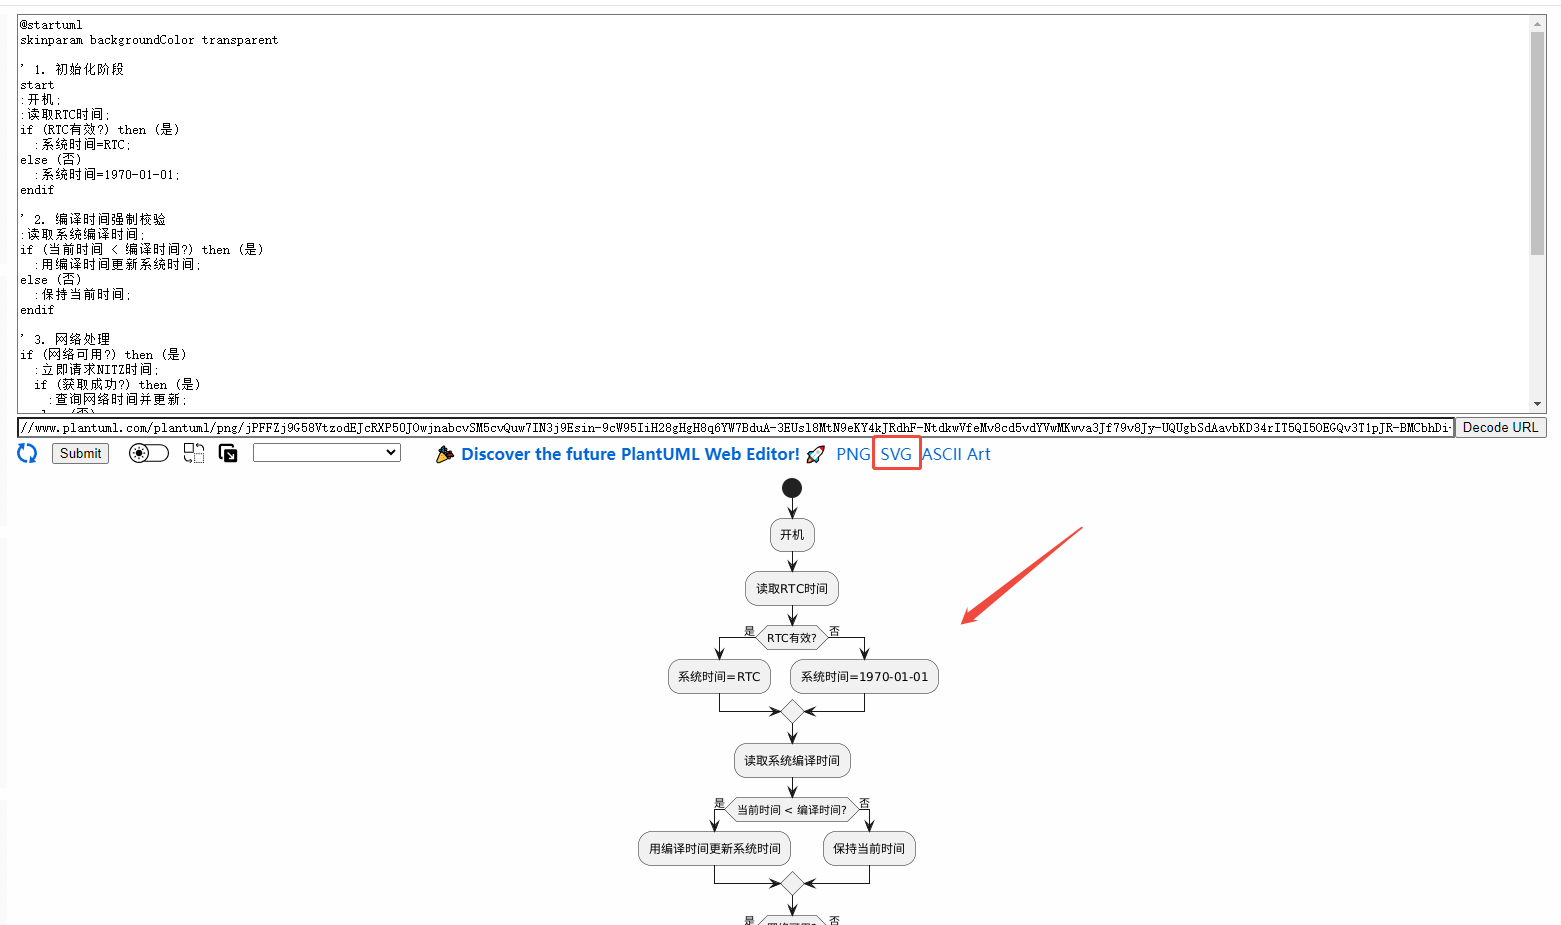 @startuml
skinparam backgroundColor transparent
' 1. 初始化阶段
start
:开机;
:读取RTC时间;
if (RTC有效?) then (是)
:系统时间=RTC;
else (否)
:系统时间=1970-01-01;
endif
' 2. 编译时间强制校验
:读取系统编译时间;
if (当前时间 < 编译时间?) then (是)
:用编译时间更新系统时间;
else (否)
:保持当前时间;
endif
' 3. 网络处理
if (网络可用?) then (是)
:立即请求NITZ时间;
if (获取成功?) then (是)
:查询网络时间并更新;
//www.plantuml.com/plantuml/png/jPFFZj9G58VtzodEJcRXP5OJOwjnabcvSM5cvQuw7IN3j9Esin-9cW95IiH28gHgH8q6YW7BduA-3EUsl8MtN9eKY4kJRdhF-NtdkwVfeMv8cd5vdYVwMKwva3Jf79v8Jy-UQUgbSdAavbKD34rIT5QI5OEGQv3T1pJR-BMCbhDi- Decode URL
Submit Discover the future PlantUML Web Editor! PNG SVG ASCII Art
开机
读取RTC时间
是 RTC有效? 否
系统时间=RTC 系统时间=1970-01-01
读取系统编译时间
是 当前时间 < 编译时间? 否
用编译时间更新系统时间 保持当前时间
是 否